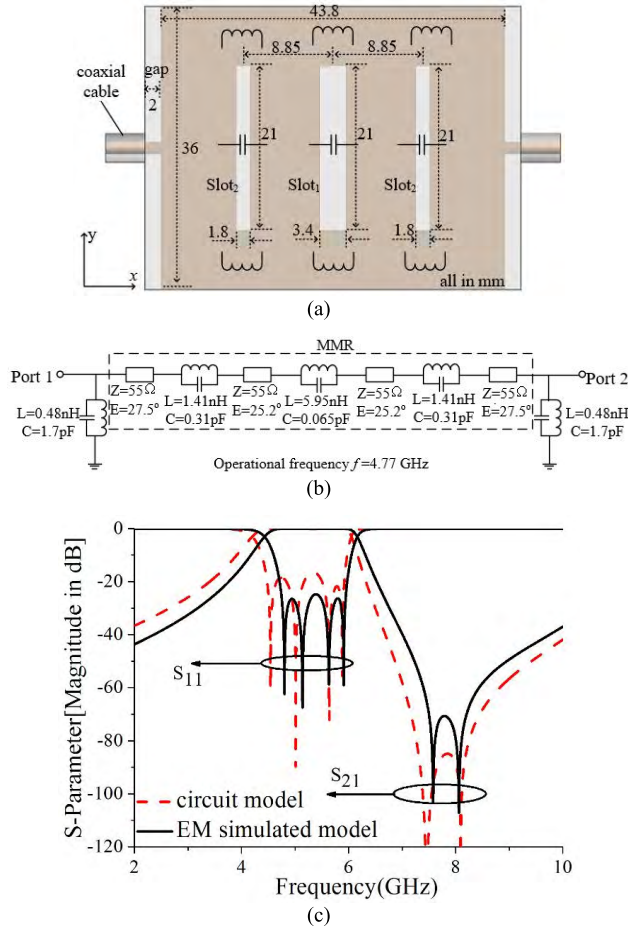 43.8
8.85 8.85
gap
coaxial
cable
2
36
21 21 21
Slot2 Slot1 Slot2
1.8 3.4 1.8
y
x
all in mm
(a)
MMR
Port 1 Port 2
Z=55Ω L=1.41nH Z=55Ω L=5.95nH Z=55Ω L=1.41nH Z=55Ω
E=27.5° C=0.31pF E=25.2° C=0.065pF E=25.2° C=0.31pF E=27.5°
L=0.48nH L=0.48nH
C=1.7pF C=1.7pF
Operational frequency f=4.77 GHz
(b)
S-Parameter[Magnitude in dB]
0
-20
-40
-60
-80
-100
-120
S11
S21
circuit model
EM simulated model
2 4 6 8 10
Frequency(GHz)
(c)